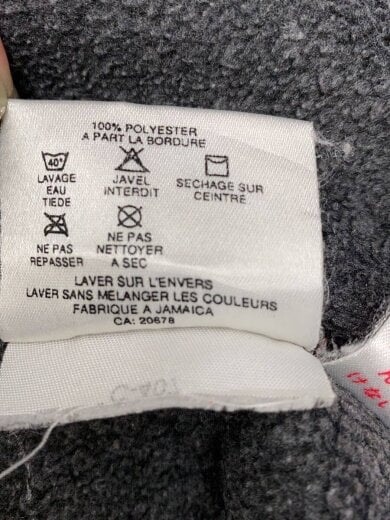 100% POLYESTER
A PART LA BORDURE
40°
LAVAGE
EAU
TIEDE
JAVEL
INTERDIT
SECHAGE SUR
CEINTRE
NE PAS
REPASSER
NE PAS
NETTOYER
A SEC
LAVER SUR L'ENVERS
LAVER SANS MELANGER LES COULEURS
FABRIQUE A JAMAICA
CA: 20678